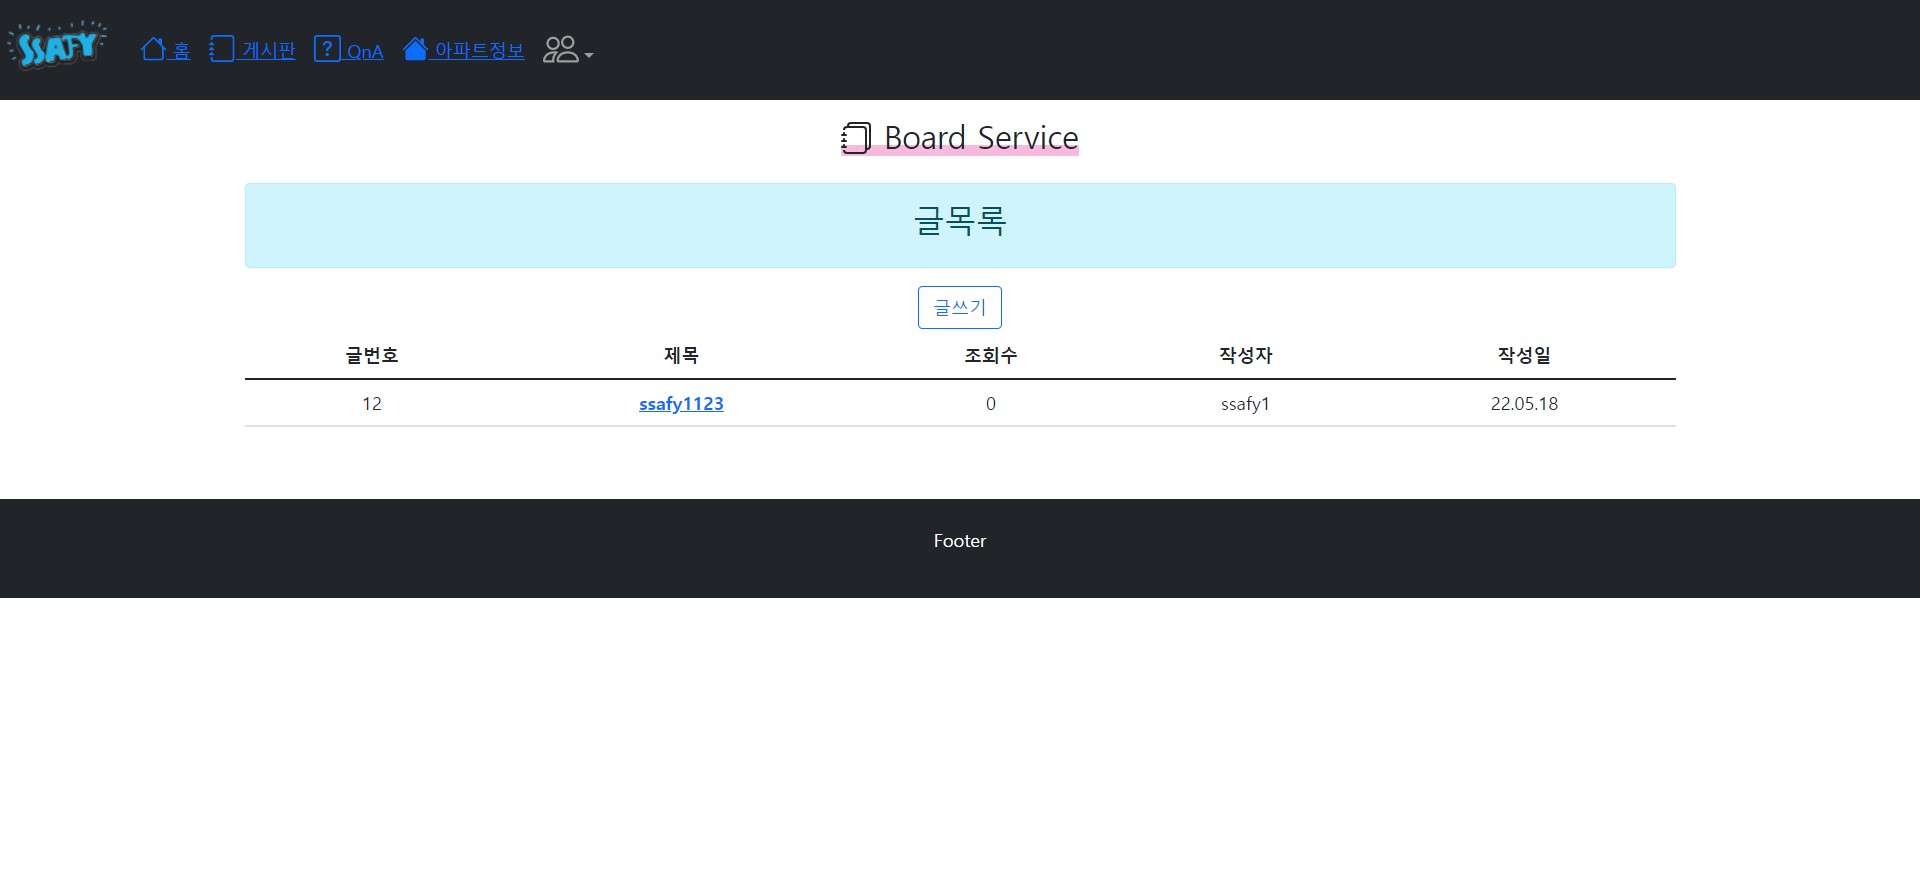 SSAFY 홈 게시판 QnA 아파트정보
Board Service
글목록
글쓰기
글번호 제목 조회수 작성자 작성일
12 ssafy1123 0 ssafy1 22.05.18
Footer